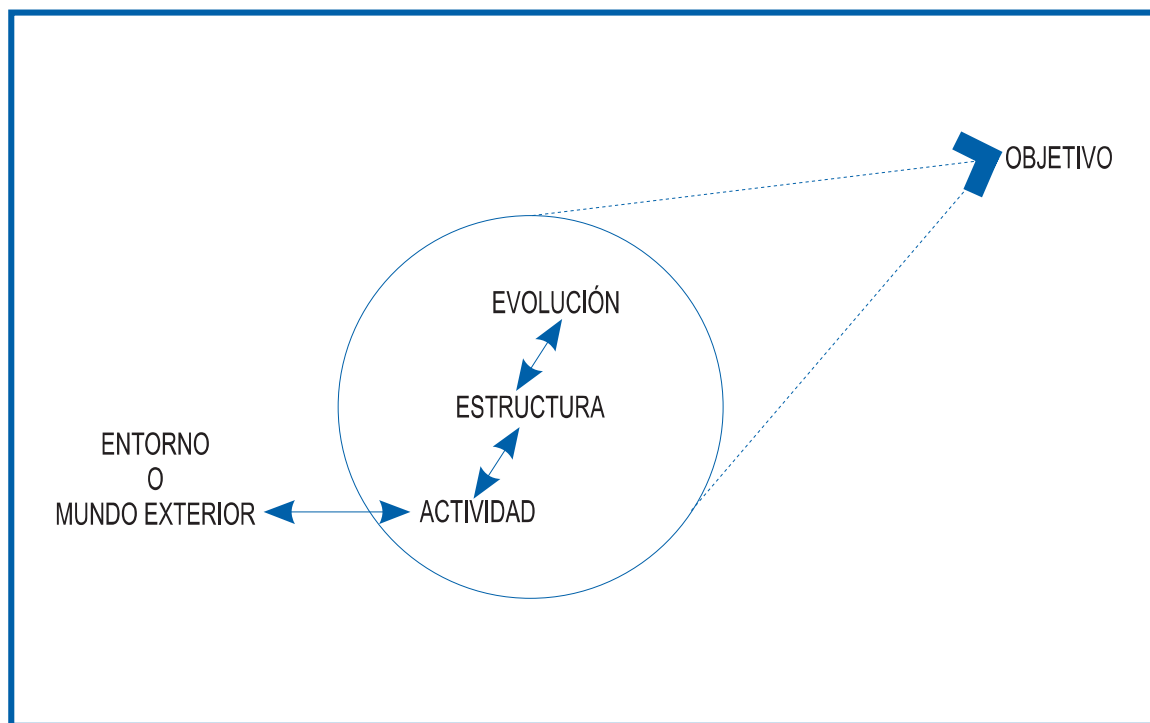 OBJETIVO
EVOLUCIÓN
ESTRUCTURA
ENTORNO
O
MUNDO EXTERIOR
ACTIVIDAD